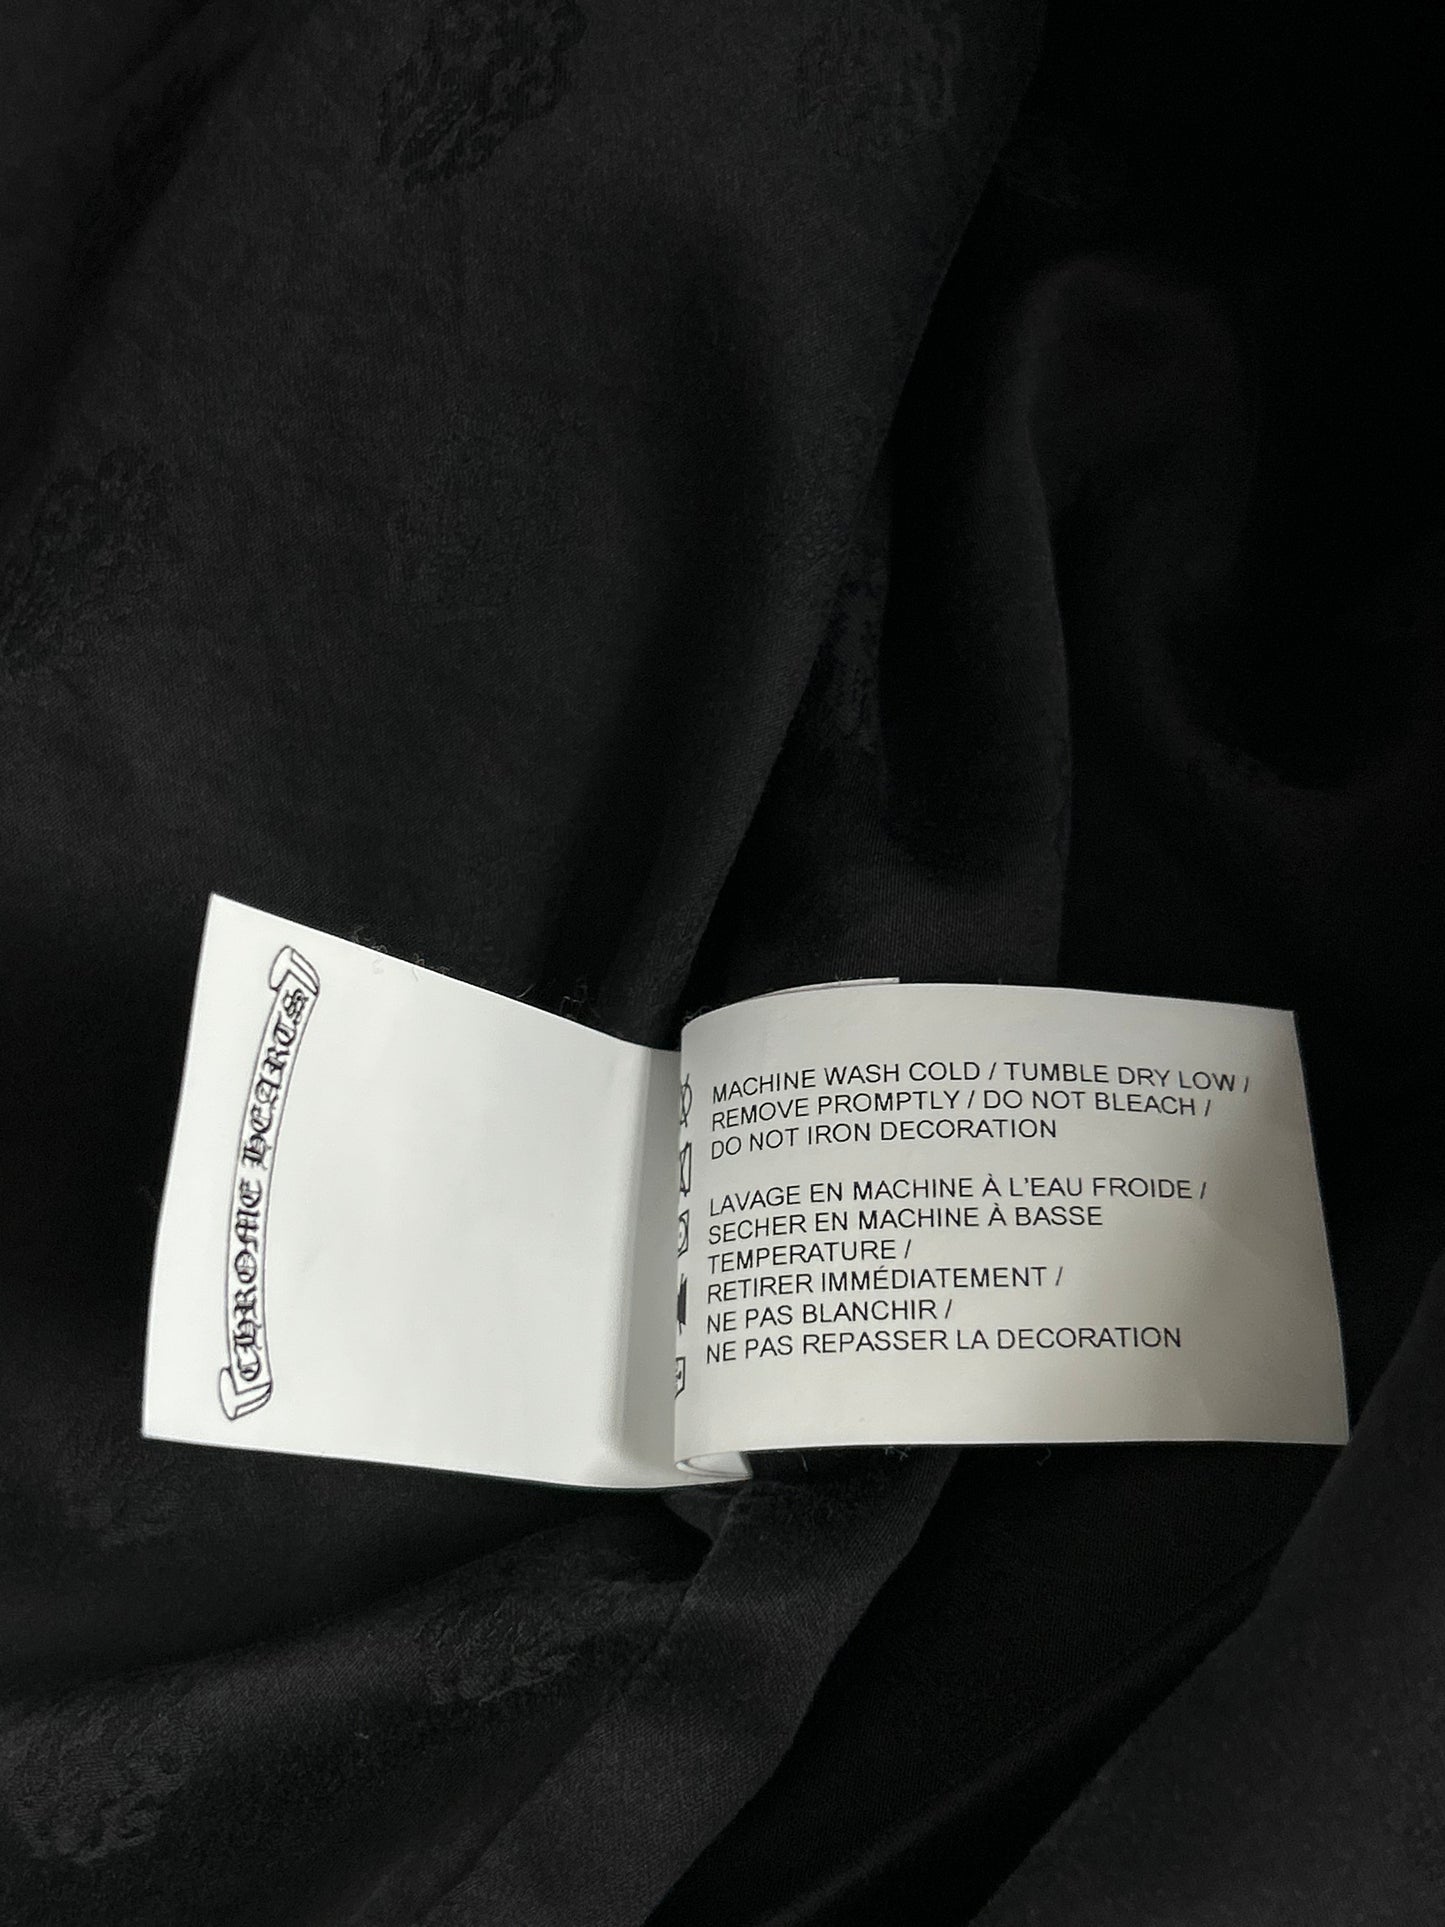 CHROME HEARTS
MACHINE WASH COLD / TUMBLE DRY LOW /
REMOVE PROMPTLY / DO NOT BLEACH /
DO NOT IRON DECORATION
LAVAGE EN MACHINE À L'EAU FROIDE /
SECHER EN MACHINE À BASSE
TEMPERATURE /
RETIRER IMMÉDIATEMENT /
NE PAS BLANCHIR /
NE PAS REPASSER LA DECORATION